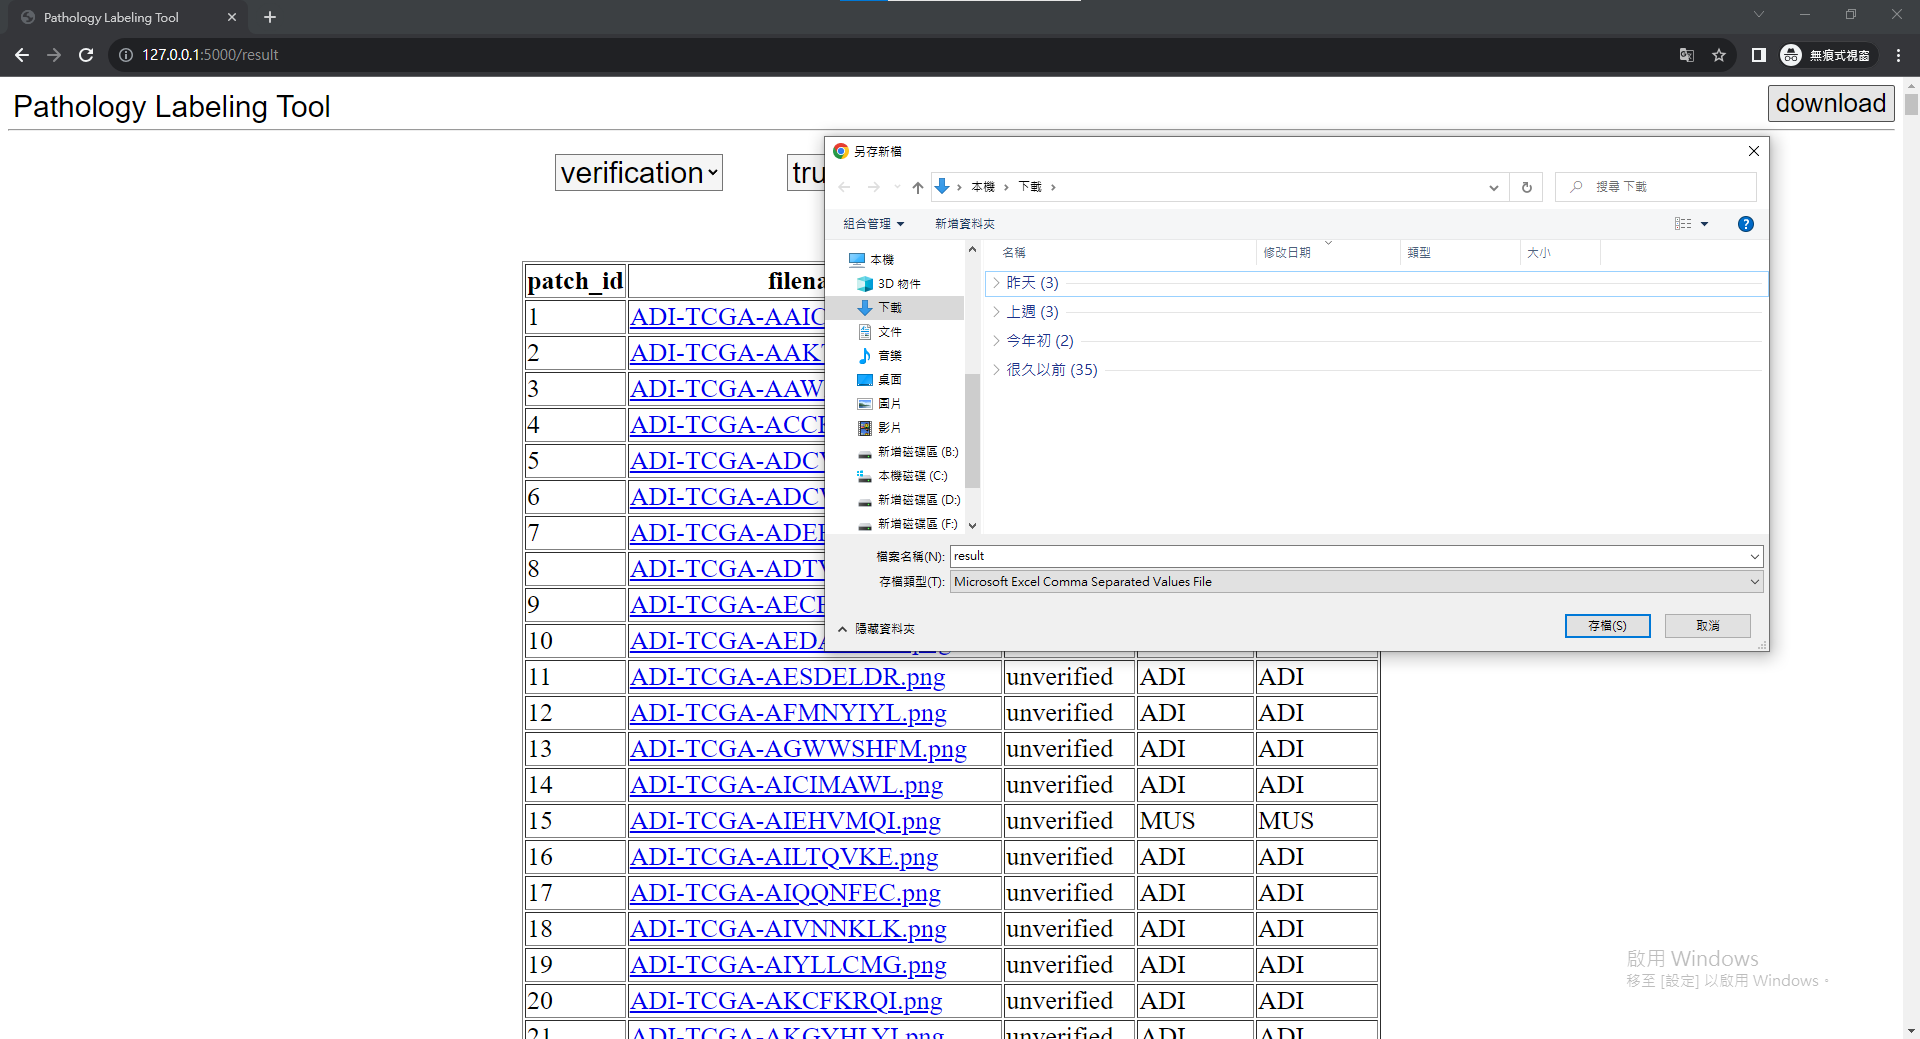 Pathology Labeling Tool
127.0.0.1:5000/result
無痕式視窗
Pathology Labeling Tool
download
verification
tru
另存新檔
本機
下載
搜尋 下載
組合管理
新增資料夾
本機
3D 物件
下載
文件
音樂
桌面
圖片
影片
新增磁碟區 (B:)
本機磁碟 (C:)
新增磁碟區 (D:)
新增磁碟區 (F:)
名稱 修改日期 類型 大小
昨天 (3)
上週 (3)
今年初 (2)
很久以前 (35)
檔案名稱(N): result
存檔類型(T): Microsoft Excel Comma Separated Values File
隱藏資料夾
存檔(S)
取消
patch_id filena
1 ADI-TCGA-AAIC
2 ADI-TCGA-AAK
3 ADI-TCGA-AAW
4 ADI-TCGA-ACC
5 ADI-TCGA-ADC
6 ADI-TCGA-ADC
7 ADI-TCGA-ADE
8 ADI-TCGA-ADT
9 ADI-TCGA-AEC
10 ADI-TCGA-AEDA
11 ADI-TCGA-AESDELDR.png unverified ADI ADI
12 ADI-TCGA-AFMNYIYL.png unverified ADI ADI
13 ADI-TCGA-AGWWSHFM.png unverified ADI ADI
14 ADI-TCGA-AICIMAWL.png unverified ADI ADI
15 ADI-TCGA-AIEHVMQI.png unverified MUS MUS
16 ADI-TCGA-AILTQVKE.png unverified ADI ADI
17 ADI-TCGA-AIQQNFEC.png unverified ADI ADI
18 ADI-TCGA-AIVNNKLK.png unverified ADI ADI
19 ADI-TCGA-AIYLLCMG.png unverified ADI ADI
20 ADI-TCGA-AKCFKRQI.png unverified ADI ADI
21 ADI-TCGA-AKGYHLYI.png unverified ADI ADI
啟用 Windows
移至 [設定] 以啟用 Windows。